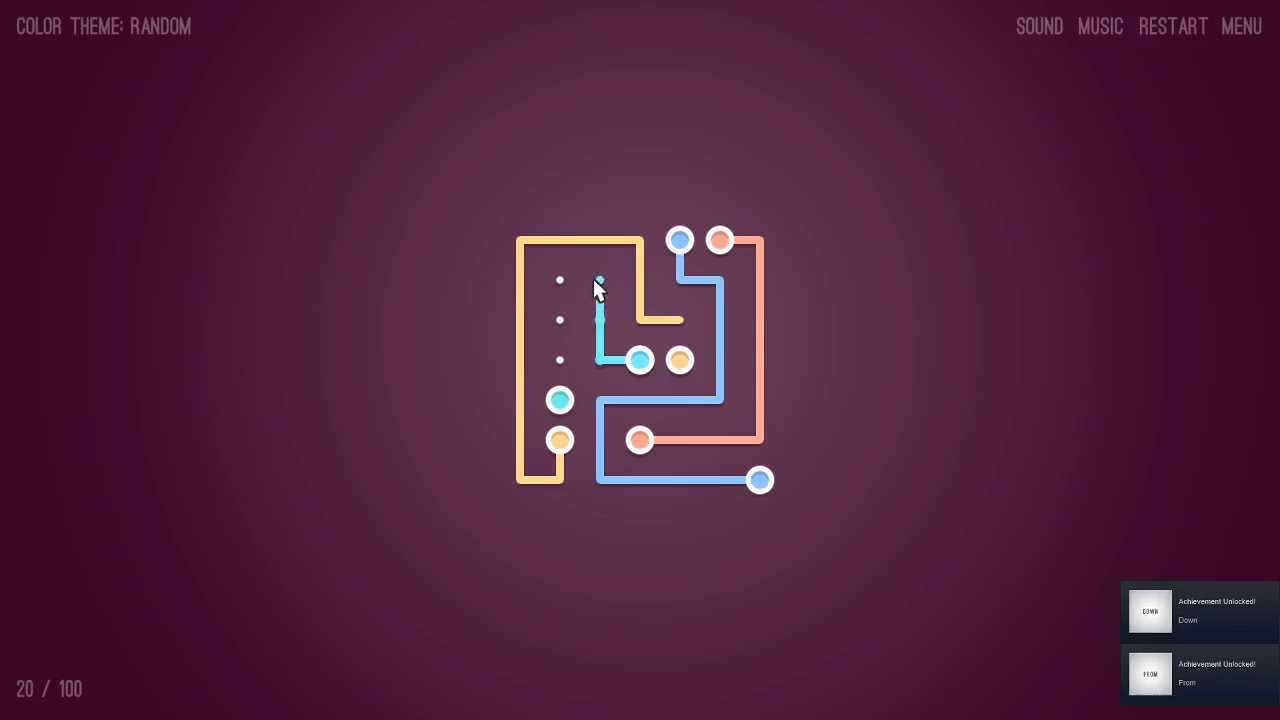 COLOR THEME: RANDOM
SOUND MUSIC RESTART MENU
DOWN
Achievement Unlocked!
Down
FROM
Achievement Unlocked!
From
20 / 100